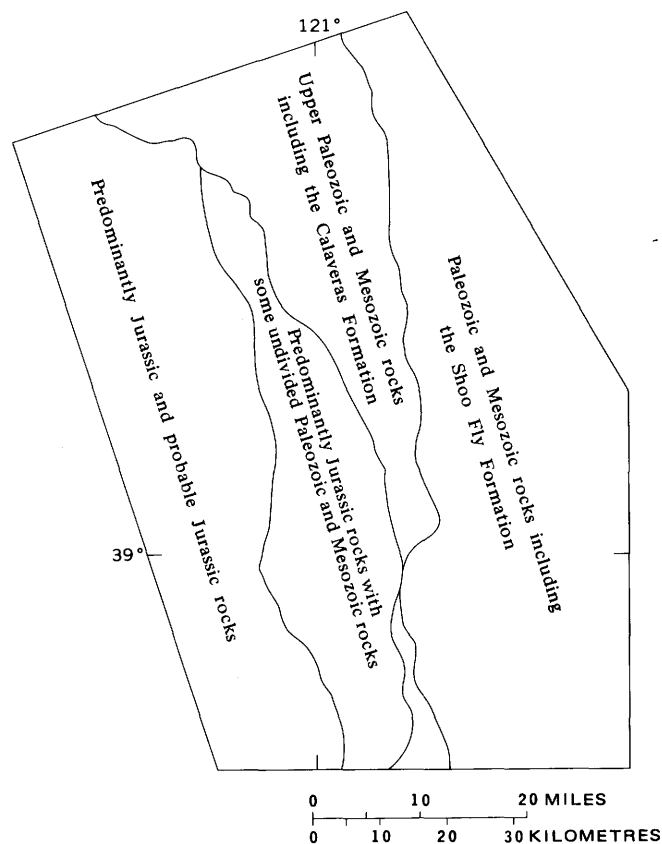 121°
Upper Paleozoic and Mesozoic rocks
including the Calaveras Formation
Paleozoic and Mesozoic rocks including
the Shoo Fly Formation
Predominantly Jurassic and probable Jurassic rocks
Predominantly Jurassic rocks with
some undivided Paleozoic and Mesozoic rocks
39°
0 10 20 MILES
0 10 20 30 KILOMETRES